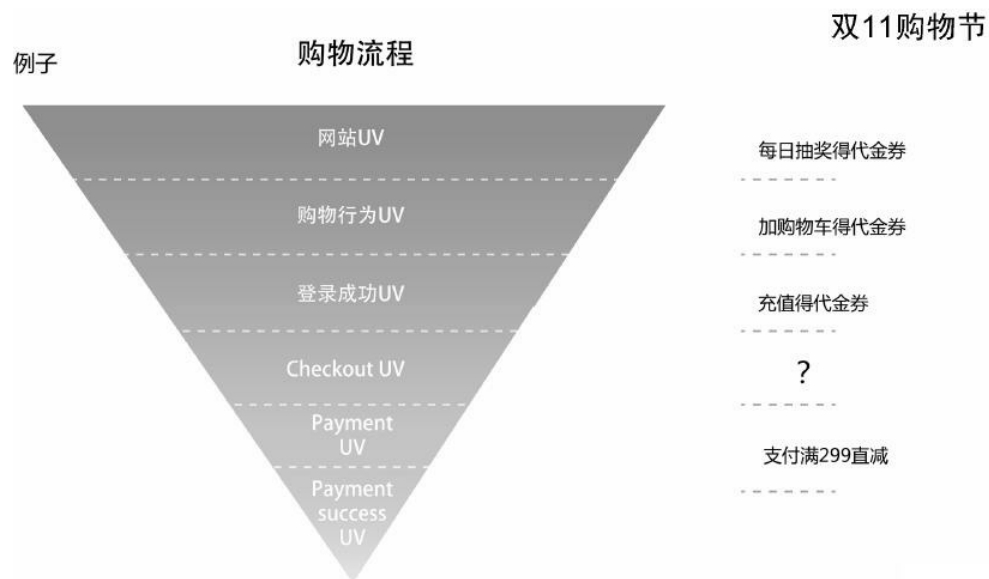 双11购物节
例子
购物流程
网站UV
每日抽奖得代金券
购物行为UV
加购物车得代金券
登录成功UV
充值得代金券
Checkout UV
?
Payment
UV
支付满299直减
Payment
success
UV